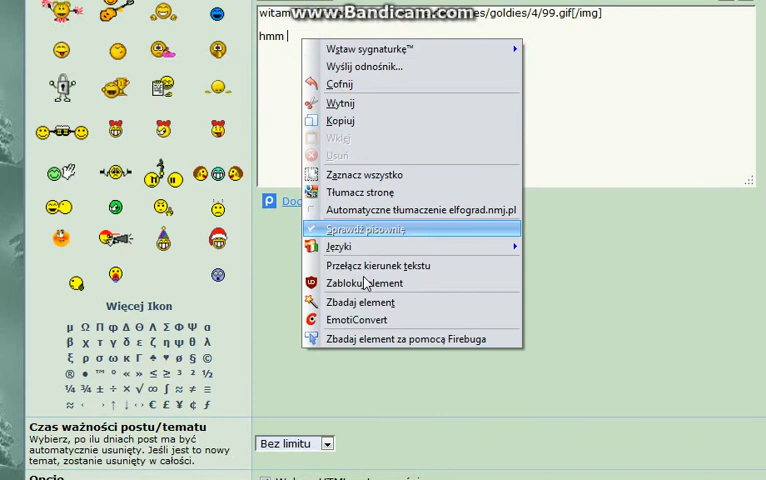 www.Bandicam.com
witam es/goldies/4/99.gif[/img]
hmm
Wstaw sygnaturkę™
Wyślij odnośnik...
Cofnij
Wytnij
Kopiuj
Wklej
Usuń
Zaznacz wszystko
Tłumacz stronę
Automatyczne tłumaczenie elfograd.nmj.pl
Sprawdź pisownię
Języki
Przełącz kierunek tekstu
Zablokuj element
Zbadaj element
EmotiConvert
Zbadaj element za pomocą Firebuga
Więcej Ikon
μ Ω Π φ Δ Θ Λ Σ Φ Ψ
β χ τ γ δ ε ζ η ψ θ
ξ σ ω κ Γ ♣ ♥ ø § ©
® • ™ ° « » ≤ ≥ ³ ² ½
¼ ¾ ± ÷ × √ ∞ ∫ ≈ ≠ ≡
Czas ważności postu/tematu
Wybierz, po ilu dniach post ma być
automatycznie usunięty. Jeśli jest to nowy
temat, zostanie usunięty w całości.
Bez limitu
Opcje